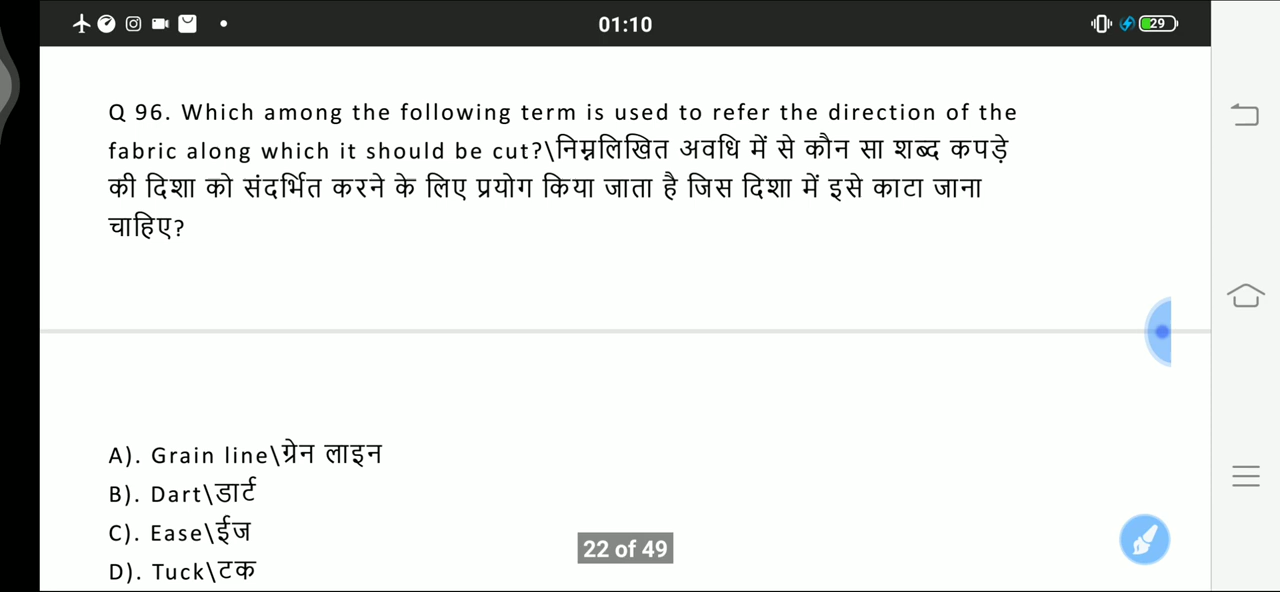 01:10
29
Q 96. Which among the following term is used to refer the direction of the
fabric along which it should be cut?\निम्नलिखित अवधि में से कौन सा शब्द कपड़े
की दिशा को संदर्भित करने के लिए प्रयोग किया जाता है जिस दिशा में इसे काटा जाना
चाहिए?
A). Grain line\ग्रेन लाइन
B). Dart\डार्ट
C). Ease\ईज
22 of 49
D). Tuck\टक